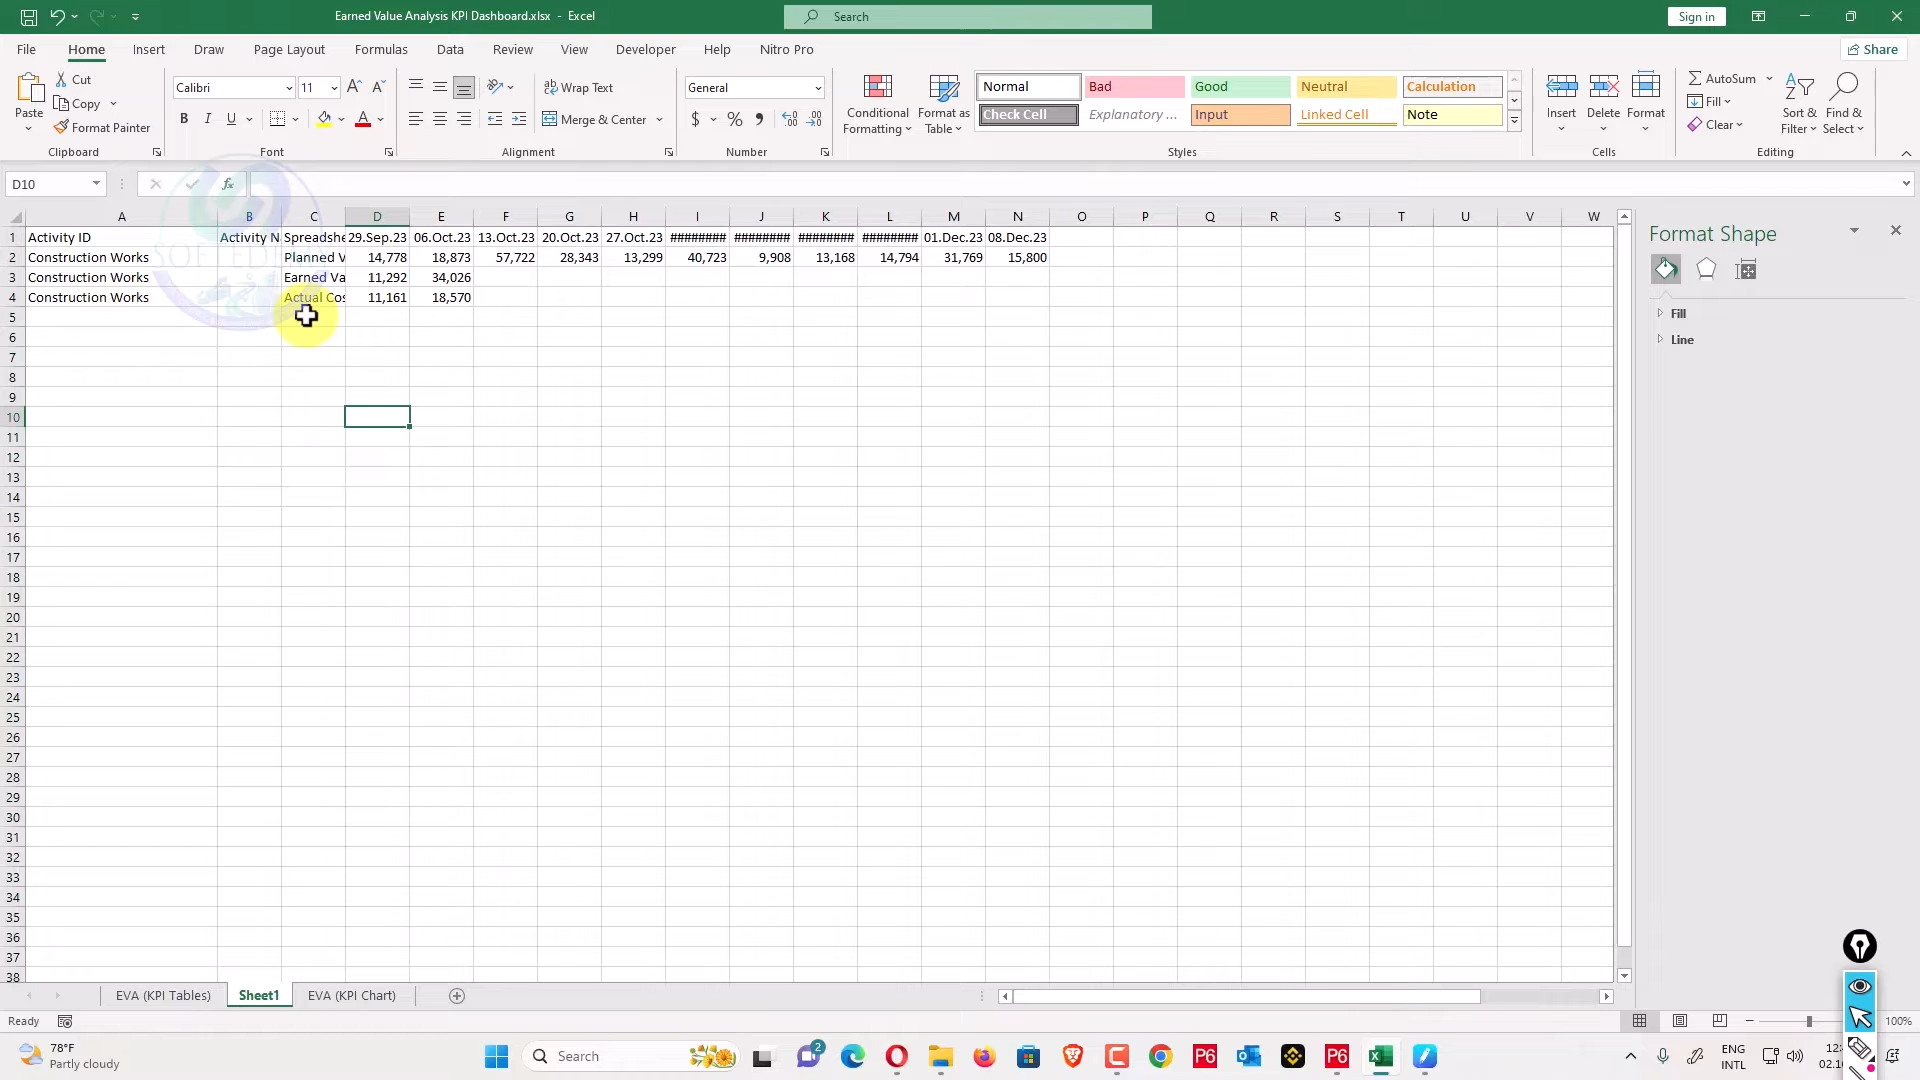 Earned Value Analysis KPI Dashboard.xlsx - Excel
Search
Sign in
File Home Insert Draw Page Layout Formulas Data Review View Developer Help Nitro Pro
Share
Paste
Cut
Copy
Format Painter
Clipboard
Calibri 11
Font
Wrap Text
Merge & Center
Alignment
General
Number
Conditional Formatting
Format as Table
Normal Bad Good Neutral Calculation
Check Cell Explanatory ... Input Linked Cell Note
Styles
Insert Delete Format
Cells
AutoSum
Fill
Clear
Sort & Filter
Find & Select
Editing
D10
A B C D E F G H I J K L M N O P Q R S T U V W
1 Activity ID Activity N Spreadshe 29.Sep.23 06.Oct.23 13.Oct.23 20.Oct.23 27.Oct.23 ######## ######## ######## ######## 01.Dec.23 08.Dec.23
2 Construction Works Planned V 14,778 18,873 57,722 28,343 13,299 40,723 9,908 13,168 14,794 31,769 15,800
3 Construction Works Earned Va 11,292 34,026
4 Construction Works Actual Cos 11,161 18,570
5
6
7
8
9
10
11
12
13
14
15
16
17
18
19
20
21
22
23
24
25
26
27
28
29
30
31
32
33
34
35
36
37
38
Format Shape
Fill
Line
EVA (KPI Tables) Sheet1 EVA (KPI Chart)
Ready
100%
78°F
Partly cloudy
Search
2
P6
P6
ENG
INTL